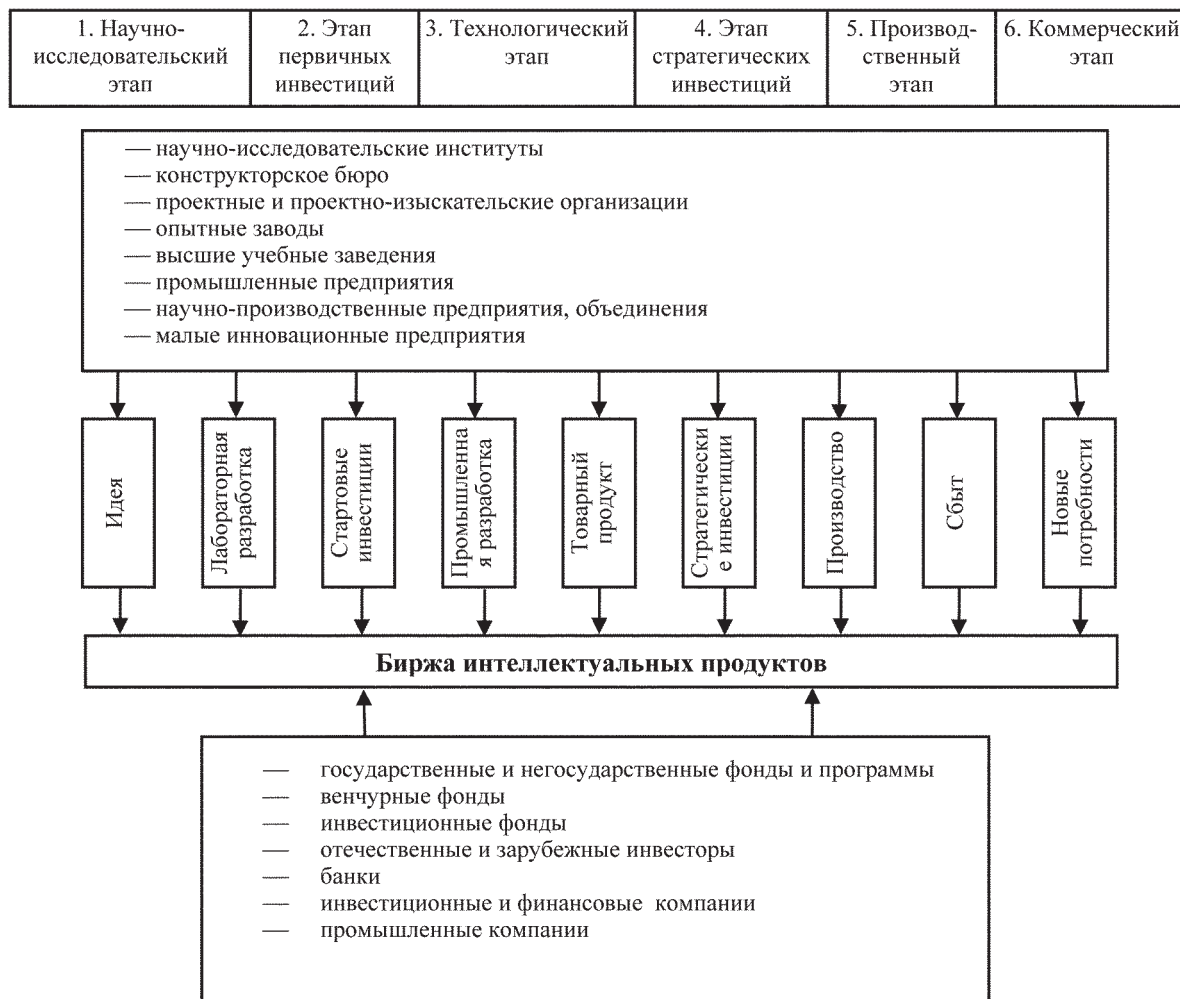 1. Научно-
исследовательский
этап
2. Этап
первичных
инвестиций
3. Технологический
этап
4. Этап
стратегических
инвестиций
5. Производ-
ственный
этап
6. Коммерческий
этап
— научно-исследовательские институты
— конструкторское бюро
— проектные и проектно-изыскательские организации
— опытные заводы
— высшие учебные заведения
— промышленные предприятия
— научно-производственные предприятия, объединения
— малые инновационные предприятия
Идея
Лабораторная
разработка
Стартовые
инвестиции
Промышленна
я разработка
Товарный
продукт
Стратегически
е инвестиции
Производство
Сбыт
Новые
потребности
Биржа интеллектуальных продуктов
— государственные и негосударственные фонды и программы
— венчурные фонды
— инвестиционные фонды
— отечественные и зарубежные инвесторы
— банки
— инвестиционные и финансовые компании
— промышленные компании